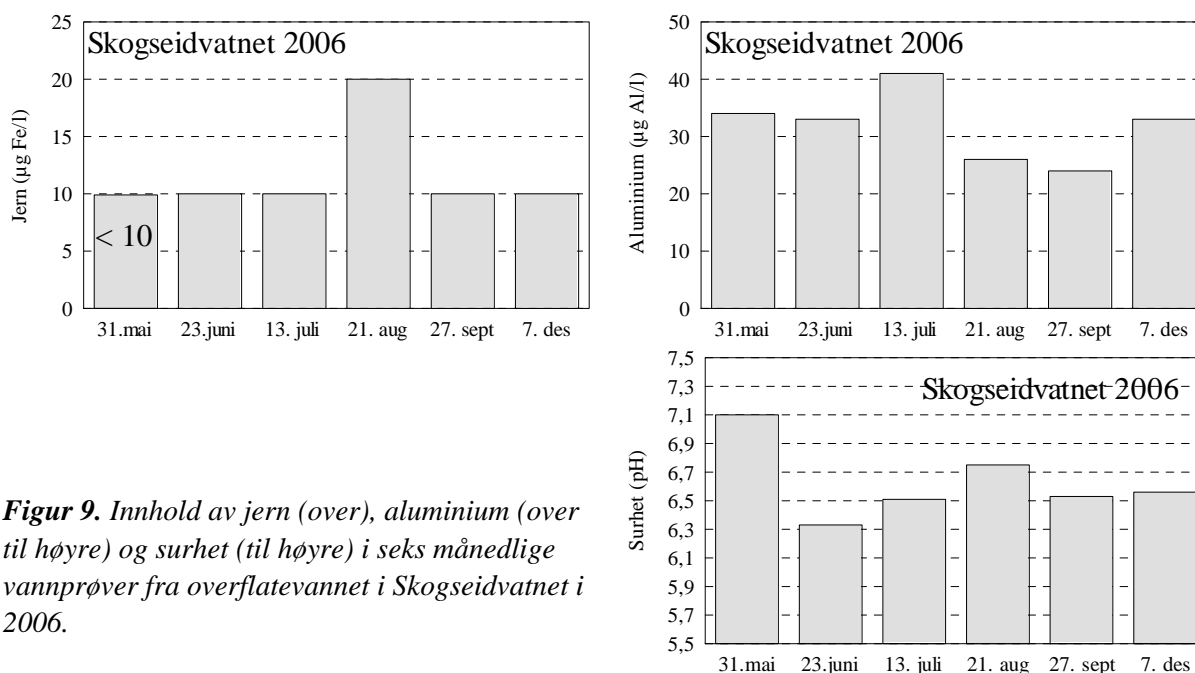 Skogseidvatnet 2006
Jern (µg Fe/l)
25
20
15
10
5
0
< 10
31.mai 23.juni 13. juli 21. aug 27. sept 7. des
Skogseidvatnet 2006
Aluminium (µg Al/l)
50
40
30
20
10
0
31.mai 23.juni 13. juli 21. aug 27. sept 7. des
Skogseidvatnet 2006
Surhet (pH)
7,5
7,3
7,1
6,9
6,7
6,5
6,3
6,1
5,9
5,7
5,5
31.mai 23.juni 13. juli 21. aug 27. sept 7. des
Figur 9. Innhold av jern (over), aluminium (over
til høyre) og surhet (til høyre) i seks månedlige
vannprøver fra overflatevannet i Skogseidvatnet i
2006.